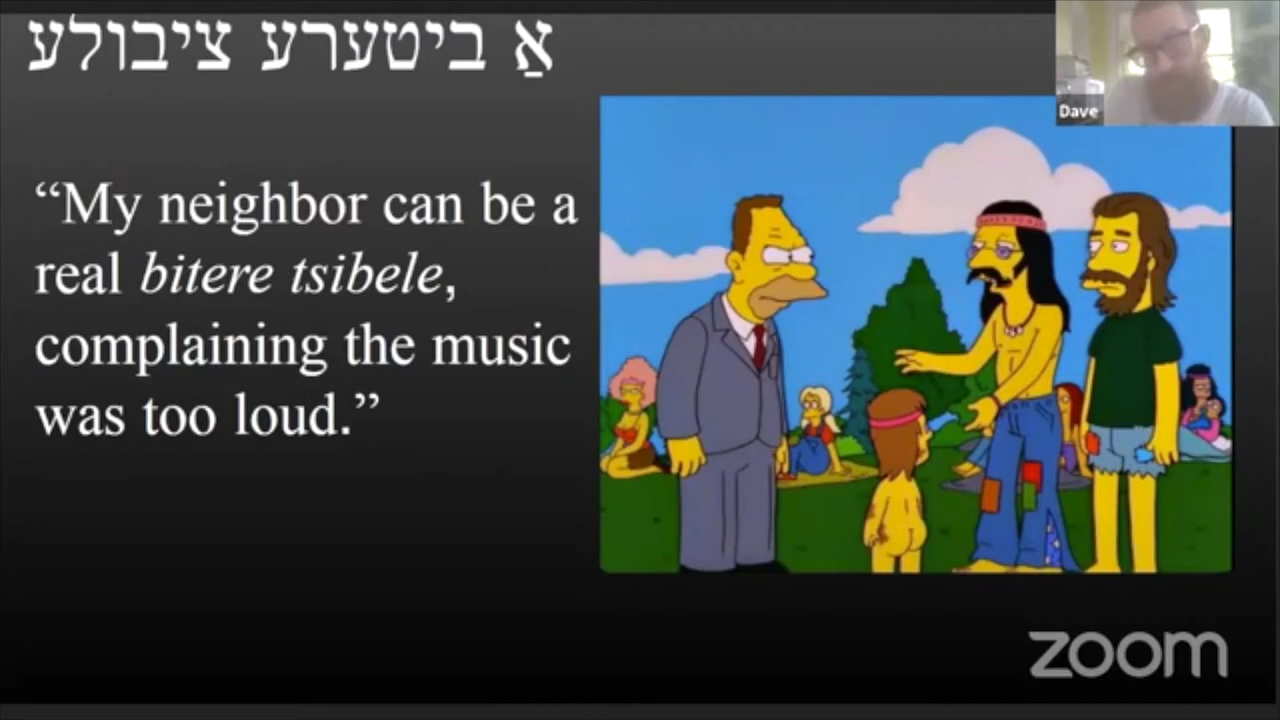 אַ ביטערע ציבולע
“My neighbor can be a
real bitere tsibele,
complaining the music
was too loud.”
Dave
zoom